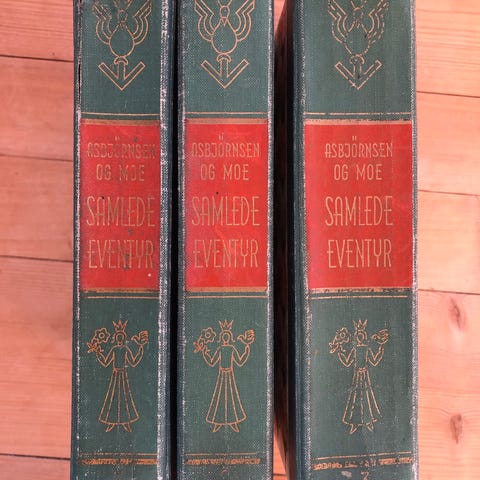 ASBJÖRNSEN
OG MOE
SAMLEDE
EVENTYR
ASBJÖRNSEN
OG MOE
SAMLEDE
EVENTYR
ASBJÖRNSEN
OG MOE
SAMLEDE
EVENTYR